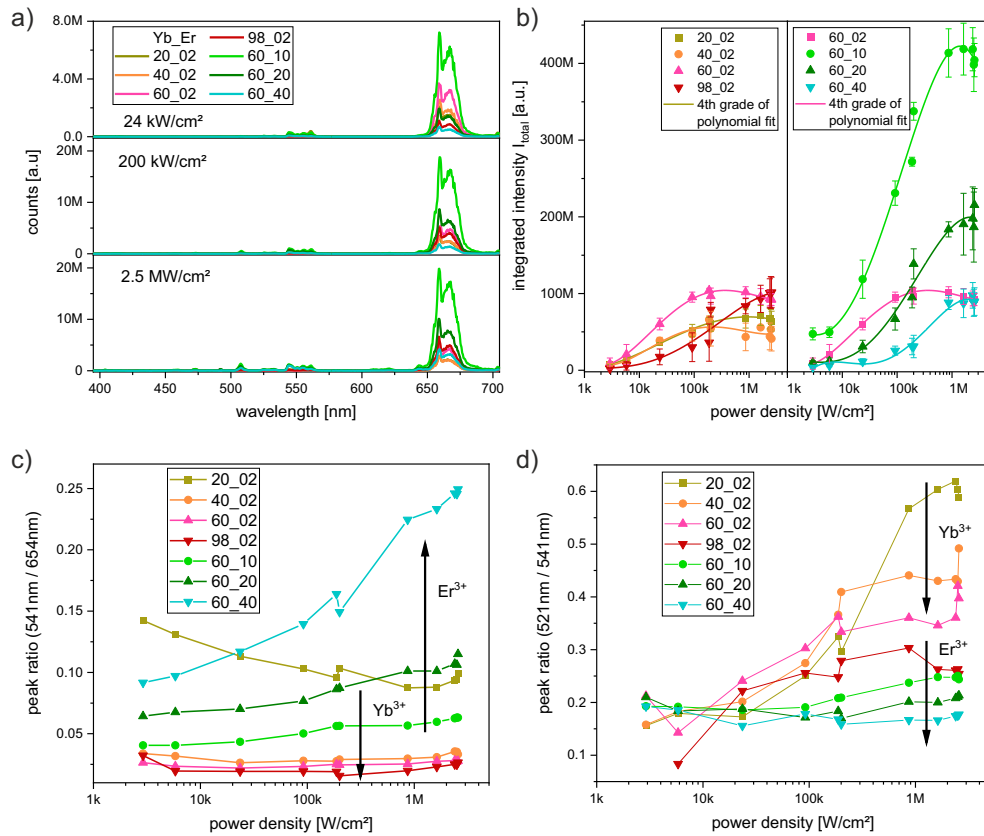 a)
8.0M
4.0M
0.0
20M
10M
0
20M
10M
0
counts [a.u]
Yb_Er
98_02
20_02
60_10
40_02
60_20
60_02
60_40
24 kW/cm²
200 kW/cm²
2.5 MW/cm²
400 450 500 550 600 650 700
wavelength [nm]
b)
400M
300M
200M
100M
0
integrated intensity Itotal [a.u.]
20_02
40_02
60_02
98_02
4th grade of
polynomial fit
60_02
60_10
60_20
60_40
4th grade of
polynomial fit
1k 10k 100k 1M 10k 100k 1M
power density [W/cm²]
c)
0.25
0.20
0.15
0.10
0.05
peak ratio (541nm / 654nm)
20_02
40_02
60_02
98_02
60_10
60_20
60_40
Er³⁺
Yb³⁺
1k 10k 100k 1M
power density [W/cm²]
d)
0.6
0.5
0.4
0.3
0.2
0.1
peak ratio (521nm / 541nm)
20_02
40_02
60_02
98_02
60_10
60_20
60_40
Yb³⁺
Er³⁺
1k 10k 100k 1M
power density [W/cm²]